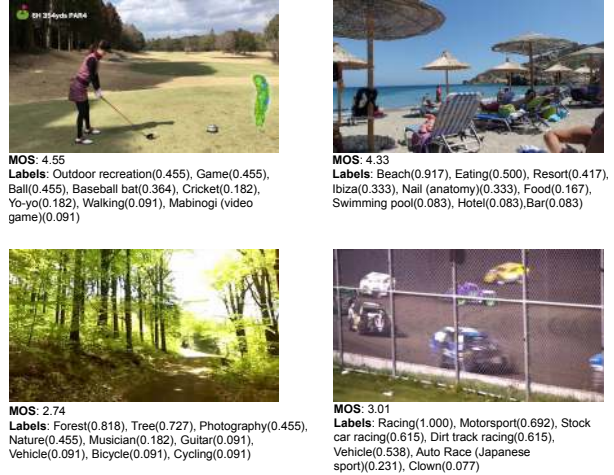 6H 354yds PAR4
MOS: 4.55
Labels: Outdoor recreation(0.455), Game(0.455),
Ball(0.455), Baseball bat(0.364), Cricket(0.182),
Yo-yo(0.182), Walking(0.091), Mabinogi (video
game)(0.091)
MOS: 4.33
Labels: Beach(0.917), Eating(0.500), Resort(0.417),
Ibiza(0.333), Nail (anatomy)(0.333), Food(0.167),
Swimming pool(0.083), Hotel(0.083),Bar(0.083)
MOS: 2.74
Labels: Forest(0.818), Tree(0.727), Photography(0.455),
Nature(0.455), Musician(0.182), Guitar(0.091),
Vehicle(0.091), Bicycle(0.091), Cycling(0.091)
MOS: 3.01
Labels: Racing(1.000), Motorsport(0.692), Stock
car racing(0.615), Dirt track racing(0.615),
Vehicle(0.538), Auto Race (Japanese
sport)(0.231), Clown(0.077)